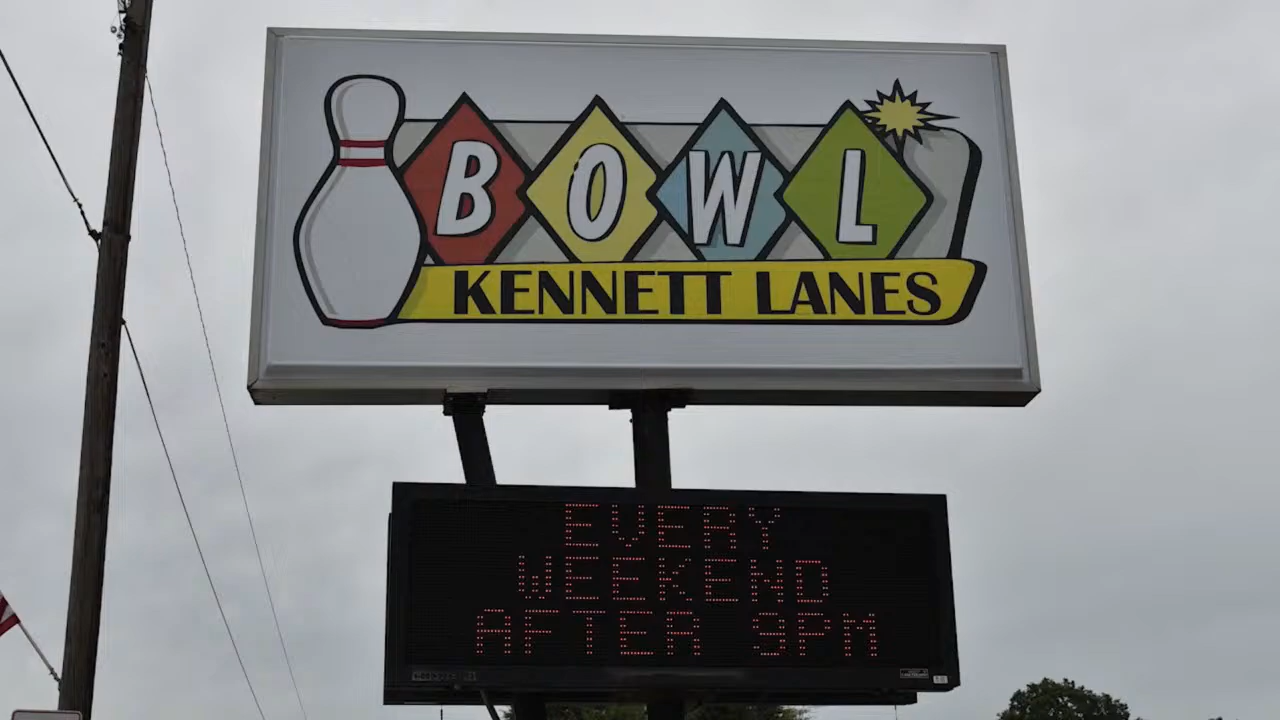 BOWL
KENNETT LANES
EVERY
WEEKEND
AFTER 9PM